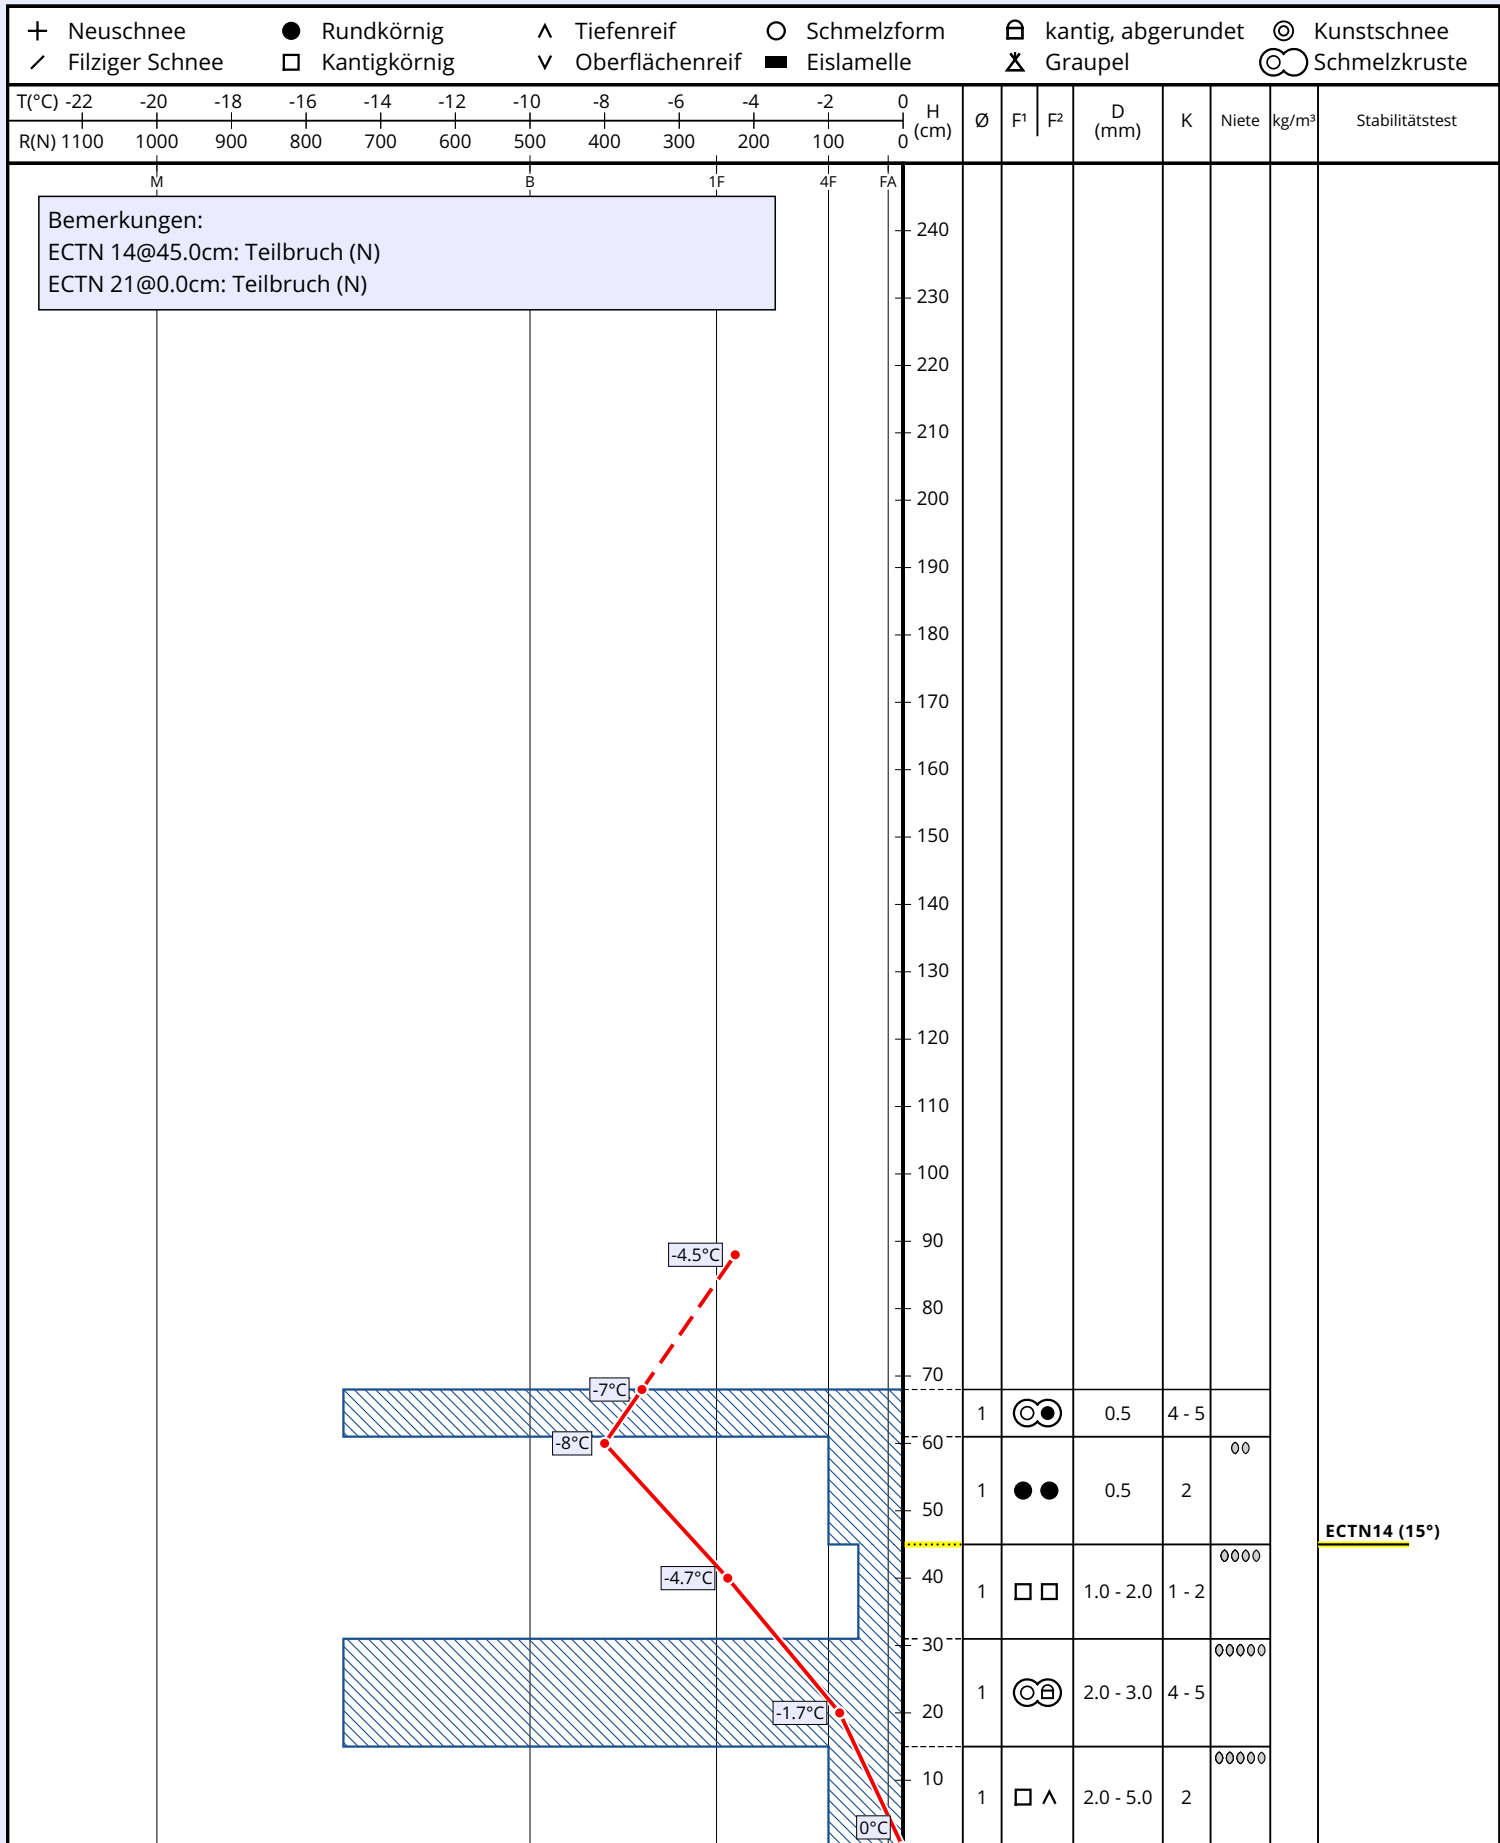 Neuschnee Rundkörnig Tiefenreif Schmelzform kantig, abgerundet Kunstschnee
Filziger Schnee Kantigkörnig Oberflächenreif Eislamelle Graupel Schmelzkruste
T(°C) -22 -20 -18 -16 -14 -12 -10 -8 -6 -4 -2 0
R(N) 1100 1000 900 800 700 600 500 400 300 200 100 0
H (cm) Ø F¹ F² D (mm) K Niete kg/m³ Stabilitätstest
M B 1F 4F FA
Bemerkungen:
ECTN 14@45.0cm: Teilbruch (N)
ECTN 21@0.0cm: Teilbruch (N)
240
230
220
210
200
190
180
170
160
150
140
130
120
110
100
90
-4.5°C
80
70
-7°C
1 0.5 4 - 5
-8°C 60
1 0.5 2
50
ECTN14 (15°)
-4.7°C 40
1 1.0 - 2.0 1 - 2
30
1 2.0 - 3.0 4 - 5
-1.7°C 20
10
1 2.0 - 5.0 2
0°C